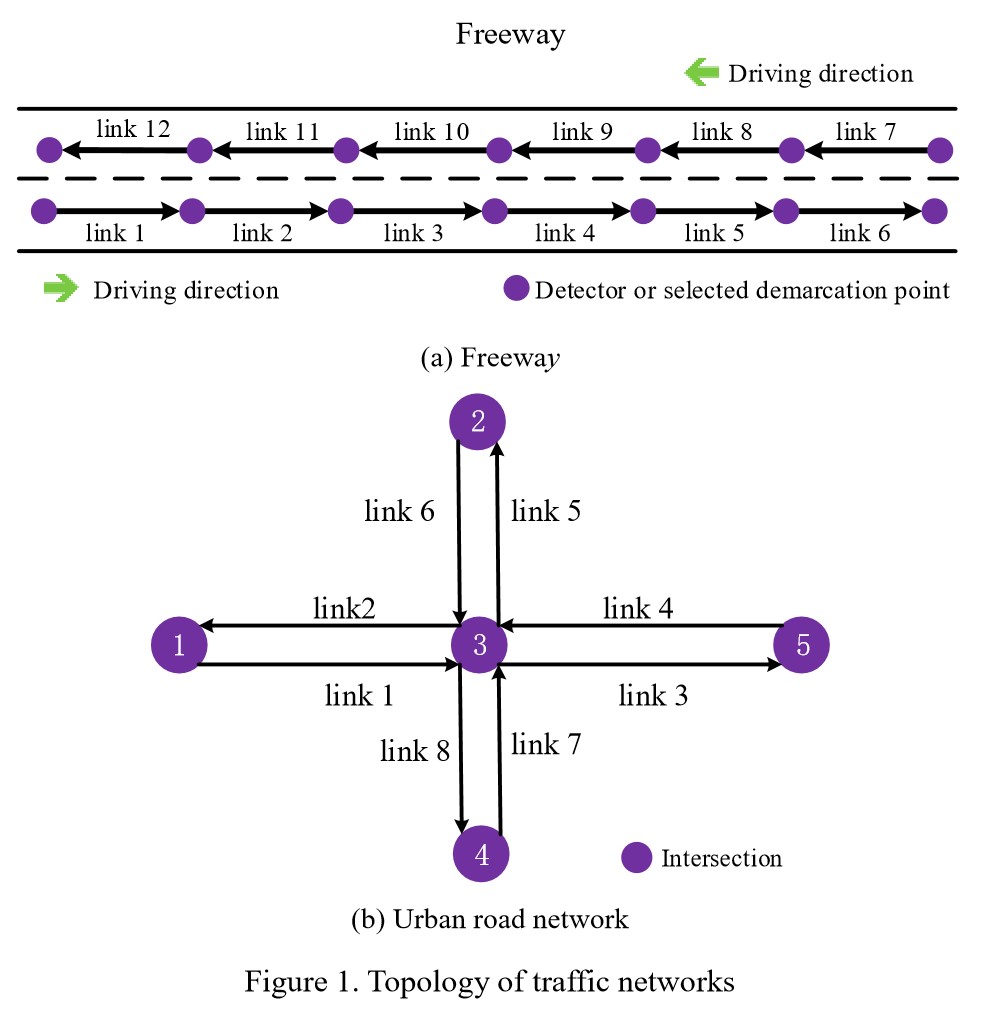 Freeway
Driving direction
link 12 link 11 link 10 link 9 link 8 link 7
link 1 link 2 link 3 link 4 link 5 link 6
Driving direction Detector or selected demarcation point
(a) Freeway
2
link 6 link 5
link2 link 4
1 3 5
link 1 link 3
link 8 link 7
4
Intersection
(b) Urban road network
Figure 1. Topology of traffic networks